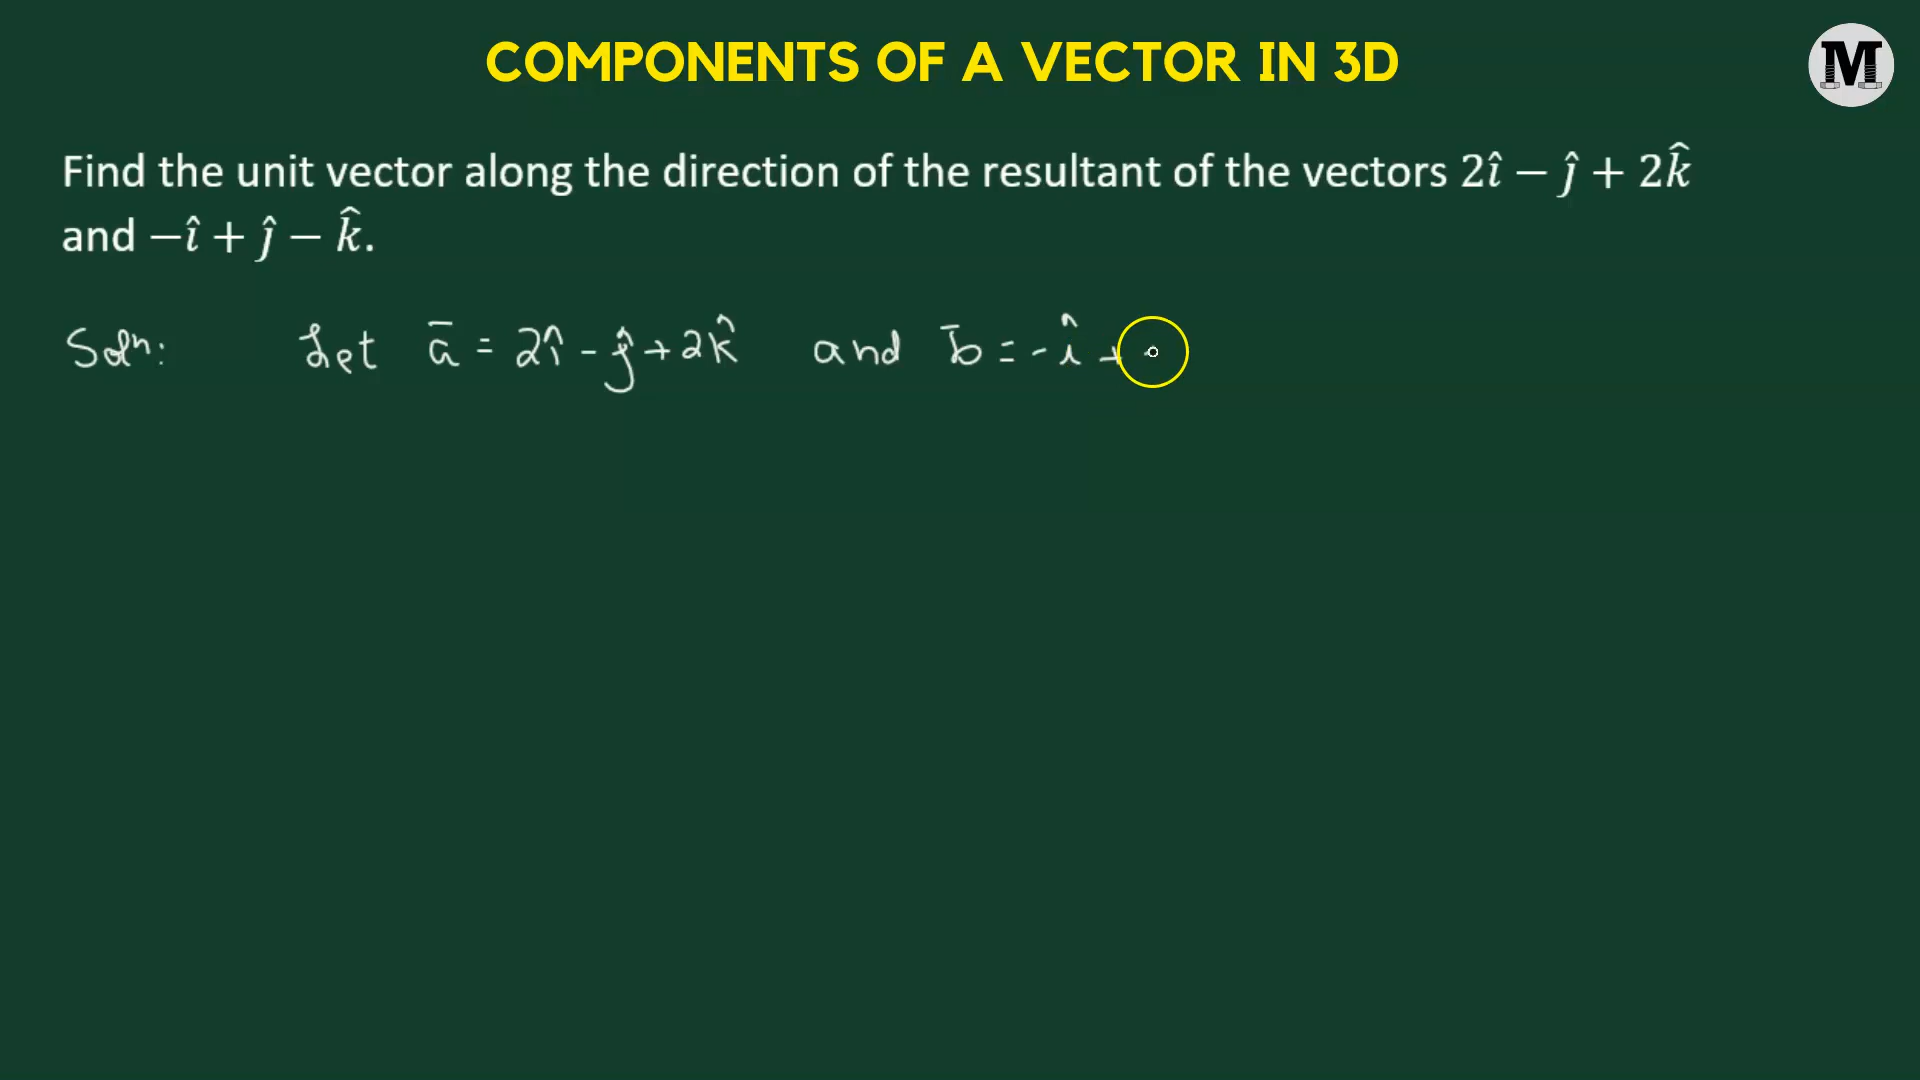 COMPONENTS OF A VECTOR IN 3D
M
Find the unit vector along the direction of the resultant of the vectors 2î − ĵ + 2k̂
and −î + ĵ − k̂.
Soln: Let a̅ = 2î - ĵ + 2k̂ and b̅ = - î +